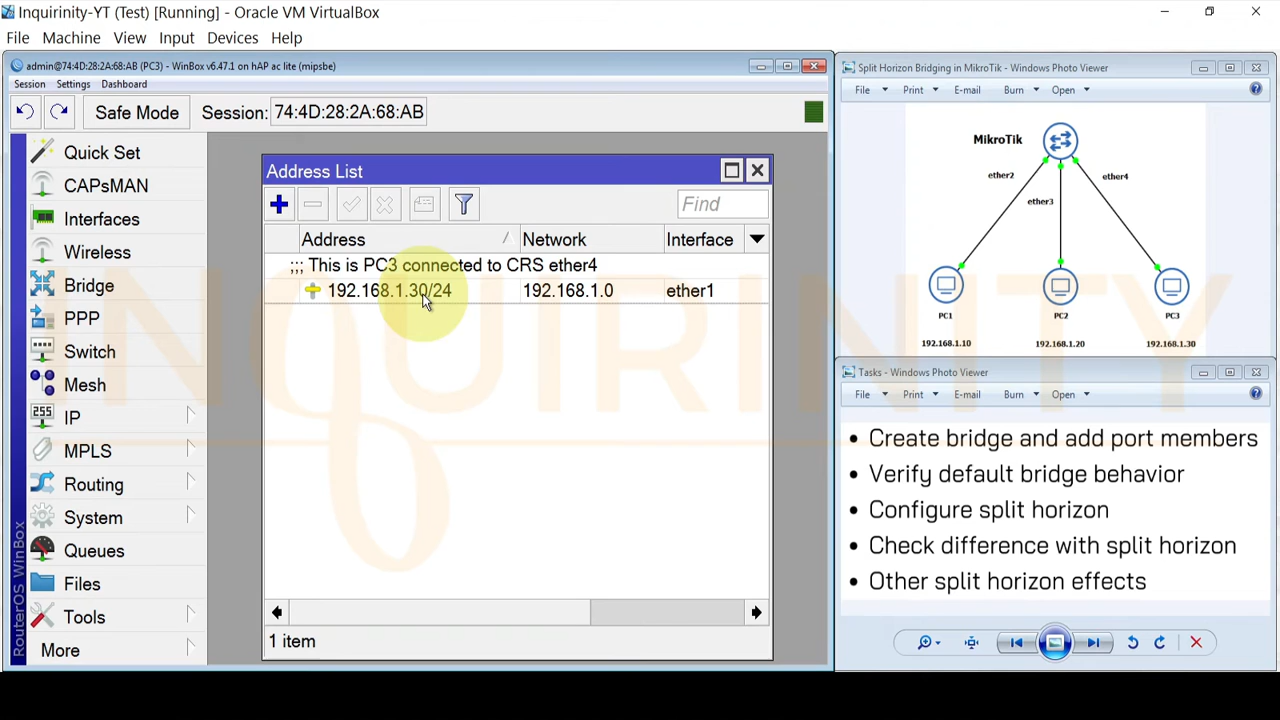 Inquirinity-YT (Test) [Running] - Oracle VM VirtualBox
File Machine View Input Devices Help
admin@74:4D:28:2A:68:AB (PC3) - WinBox v6.47.1 on hAP ac lite (mipsbe)
Session Settings Dashboard
Safe Mode Session: 74:4D:28:2A:68:AB
Quick Set
CAPsMAN
Interfaces
Wireless
Bridge
PPP
Switch
Mesh
255 IP
MPLS
Routing
System
Queues
Files
Tools
More
RouterOS WinBox
Address List
Find
Address Network Interface
;;; This is PC3 connected to CRS ether4
192.168.1.30/24 192.168.1.0 ether1
1 item
Split Horizon Bridging in MikroTik - Windows Photo Viewer
File Print E-mail Burn Open
MikroTik
ether2 ether4
ether3
PC1 PC2 PC3
192.168.1.10 192.168.1.20 192.168.1.30
Tasks - Windows Photo Viewer
File Print E-mail Burn Open
• Create bridge and add port members
• Verify default bridge behavior
• Configure split horizon
• Check difference with split horizon
• Other split horizon effects
INQUIRINITY